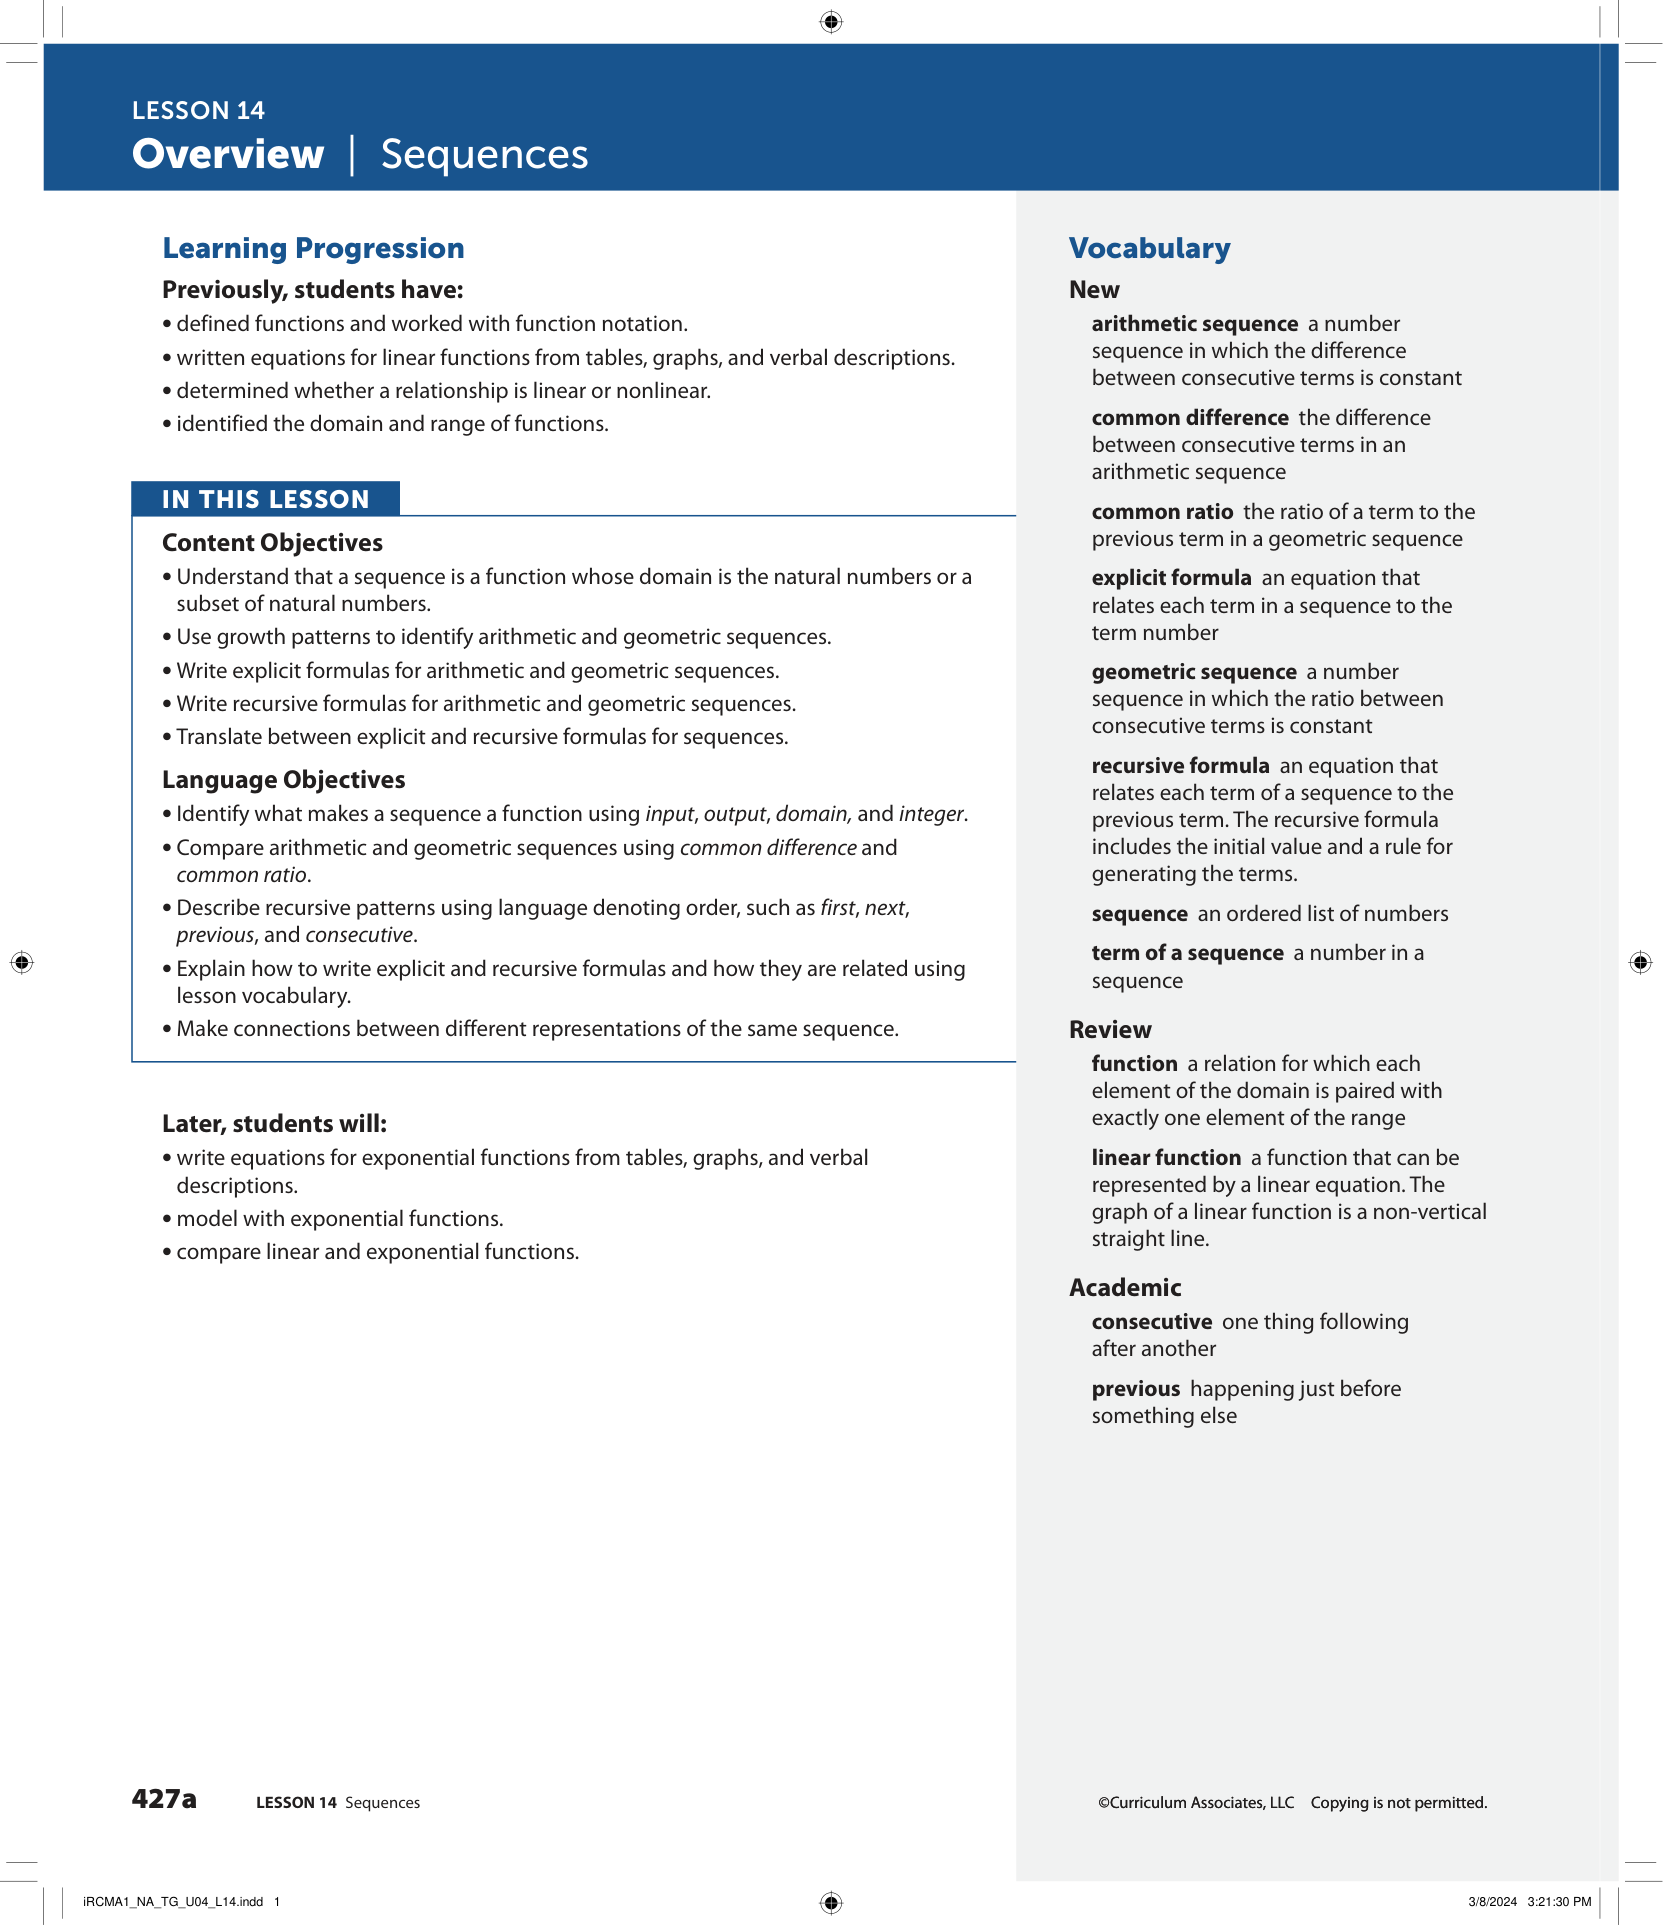 LESSON 14
Overview | Sequences
Learning Progression
Previously, students have:
• defined functions and worked with function notation.
• written equations for linear functions from tables, graphs, and verbal descriptions.
• determined whether a relationship is linear or nonlinear.
• identified the domain and range of functions.
IN THIS LESSON
Content Objectives
• Understand that a sequence is a function whose domain is the natural numbers or a
subset of natural numbers.
• Use growth patterns to identify arithmetic and geometric sequences.
• Write explicit formulas for arithmetic and geometric sequences.
• Write recursive formulas for arithmetic and geometric sequences.
• Translate between explicit and recursive formulas for sequences.
Language Objectives
• Identify what makes a sequence a function using input, output, domain, and integer.
• Compare arithmetic and geometric sequences using common difference and
common ratio.
• Describe recursive patterns using language denoting order, such as first, next,
previous, and consecutive.
• Explain how to write explicit and recursive formulas and how they are related using
lesson vocabulary.
• Make connections between different representations of the same sequence.
Later, students will:
• write equations for exponential functions from tables, graphs, and verbal
descriptions.
• model with exponential functions.
• compare linear and exponential functions.
Vocabulary
New
arithmetic sequence a number
sequence in which the difference
between consecutive terms is constant
common difference the difference
between consecutive terms in an
arithmetic sequence
common ratio the ratio of a term to the
previous term in a geometric sequence
explicit formula an equation that
relates each term in a sequence to the
term number
geometric sequence a number
sequence in which the ratio between
consecutive terms is constant
recursive formula an equation that
relates each term of a sequence to the
previous term. The recursive formula
includes the initial value and a rule for
generating the terms.
sequence an ordered list of numbers
term of a sequence a number in a
sequence
Review
function a relation for which each
element of the domain is paired with
exactly one element of the range
linear function a function that can be
represented by a linear equation. The
graph of a linear function is a non-vertical
straight line.
Academic
consecutive one thing following
after another
previous happening just before
something else
427a LESSON 14 Sequences
©Curriculum Associates, LLC Copying is not permitted.
iRCMA1_NA_TG_U04_L14.indd 1
3/8/2024 3:21:30 PM